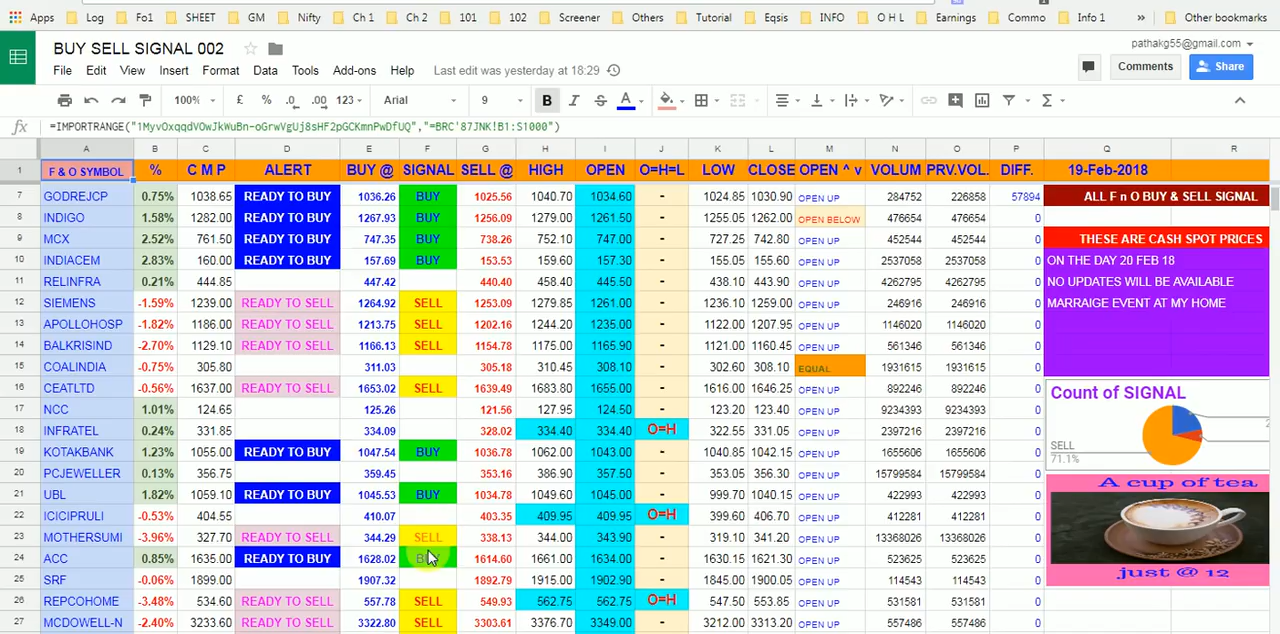 Apps Log Fo1 SHEET GM Nifty Ch 1 Ch 2 101 102 Screener Others Tutorial Eqsis INFO O H L Earnings Commo Info 1 » Other bookmarks
BUY SELL SIGNAL 002
pathakg55@gmail.com
File Edit View Insert Format Data Tools Add-ons Help Last edit was yesterday at 18:29
Comments Share
100% £ % .0 .00 123 Arial 9 B I S A Σ
fx =IMPORTRANGE("1MyvOxqqdVOwJkWuBn-oGrwVgUj8sHF2pGCKmnPwDfUQ","=BRC'87JNK!B1:S1000")
A B C D E F G H I J K L M N O P Q R
1 F & O SYMBOL % C M P ALERT BUY @ SIGNAL SELL @ HIGH OPEN O=H=L LOW CLOSE OPEN ^ v VOLUM PRV.VOL. DIFF. 19-Feb-2018
7 GODREJCP 0.75% 1038.65 READY TO BUY 1036.26 BUY 1025.56 1040.70 1034.60 - 1024.85 1030.90 OPEN UP 284752 226858 57894 ALL F n O BUY & SELL SIGNAL
8 INDIGO 1.58% 1282.00 READY TO BUY 1267.93 BUY 1256.09 1279.00 1261.50 - 1255.05 1262.00 OPEN BELOW 476654 476654 0
9 MCX 2.52% 761.50 READY TO BUY 747.35 BUY 738.26 752.10 747.00 - 727.25 742.80 OPEN UP 452544 452544 0 THESE ARE CASH SPOT PRICES
10 INDIACEM 2.83% 160.00 READY TO BUY 157.69 BUY 153.53 159.60 157.30 - 155.05 155.60 OPEN UP 2537058 2537058 0 ON THE DAY 20 FEB 18
11 RELINFRA 0.21% 444.85 447.42 440.40 458.40 445.50 - 438.10 443.90 OPEN UP 4262795 4262795 0 NO UPDATES WILL BE AVAILABLE
12 SIEMENS -1.59% 1239.00 READY TO SELL 1264.92 SELL 1253.09 1279.85 1261.00 - 1236.10 1259.00 OPEN UP 246916 246916 0 MARRAIGE EVENT AT MY HOME
13 APOLLOHOSP -1.82% 1186.00 READY TO SELL 1213.75 SELL 1202.16 1244.20 1235.00 - 1122.00 1207.95 OPEN UP 1146020 1146020 0
14 BALKRISIND -2.70% 1129.10 READY TO SELL 1166.13 SELL 1154.78 1175.00 1165.90 - 1121.00 1160.45 OPEN UP 561346 561346 0
15 COALINDIA -0.75% 305.80 311.03 305.18 310.45 308.10 - 302.60 308.10 EQUAL 1931615 1931615 0
16 CEATLTD -0.56% 1637.00 READY TO SELL 1653.02 SELL 1639.49 1683.80 1655.00 - 1616.00 1646.25 OPEN UP 892246 892246 0 Count of SIGNAL
17 NCC 1.01% 124.65 125.26 121.56 127.95 124.50 - 123.20 123.40 OPEN UP 9234393 9234393 0
18 INFRATEL 0.24% 331.85 334.09 328.02 334.40 334.40 O=H 322.55 331.05 OPEN UP 2397216 2397216 0
19 KOTAKBANK 1.23% 1055.00 READY TO BUY 1047.54 BUY 1036.78 1062.00 1043.00 - 1040.85 1042.15 OPEN UP 1655606 1655606 0 SELL
71.1%
20 PCJEWELLER 0.13% 356.75 359.45 353.16 386.90 357.50 - 353.05 356.30 OPEN UP 15799584 15799584 0
21 UBL 1.82% 1059.10 READY TO BUY 1045.53 BUY 1034.78 1049.60 1045.00 - 999.70 1040.15 OPEN UP 422993 422993 0 A cup of tea
22 ICICIPRULI -0.53% 404.55 410.07 403.35 409.95 409.95 O=H 399.60 406.70 OPEN UP 412281 412281 0
23 MOTHERSUMI -3.96% 327.70 READY TO SELL 344.29 SELL 338.13 344.00 343.90 - 319.10 341.20 OPEN UP 13368026 13368026 0
24 ACC 0.85% 1635.00 READY TO BUY 1628.02 1614.60 1661.00 1634.00 - 1630.15 1621.30 OPEN UP 523625 523625 0
25 SRF -0.06% 1899.00 1907.32 1892.79 1915.00 1902.90 - 1845.00 1900.05 OPEN UP 114543 114543 0 just @ 12
26 REPCOHOME -3.48% 534.60 READY TO SELL 557.78 SELL 549.93 562.75 562.75 O=H 547.50 553.85 OPEN UP 531581 531581 0
27 MCDOWELL-N -2.40% 3233.60 READY TO SELL 3322.80 SELL 3303.61 3376.70 3349.00 - 3212.00 3313.20 OPEN UP 557486 557486 0